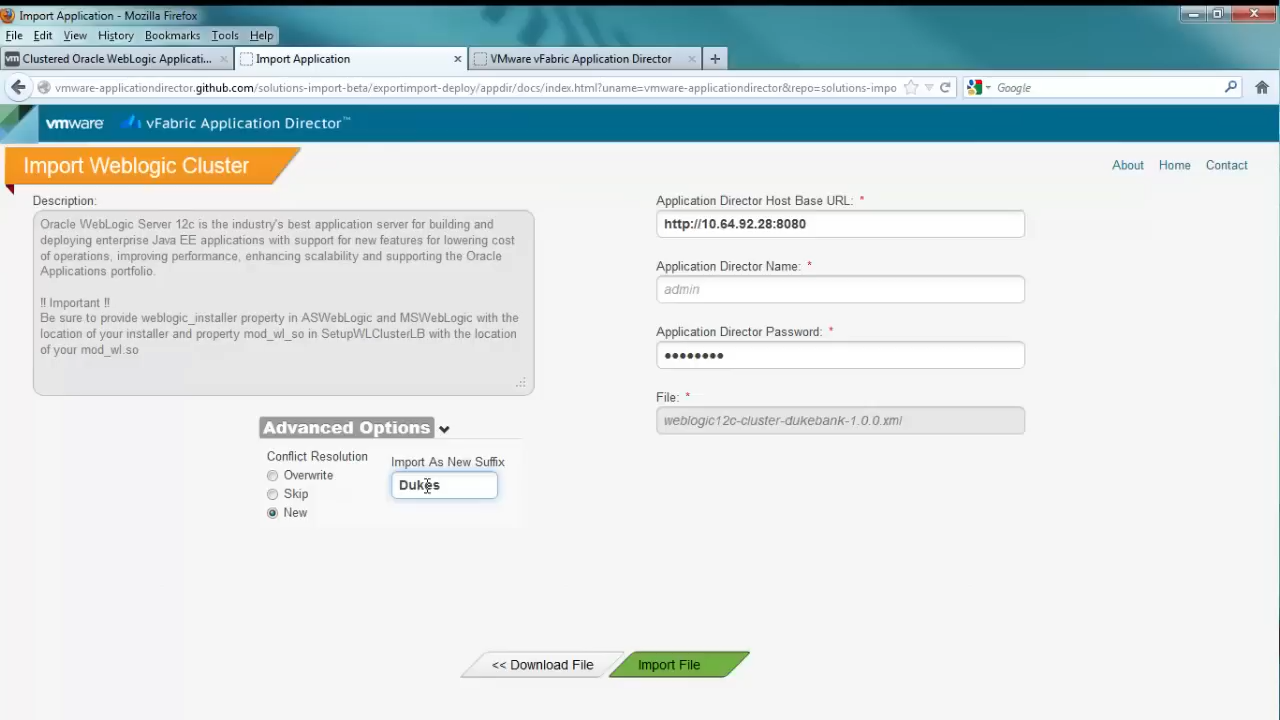 Import Application - Mozilla Firefox
File Edit View History Bookmarks Tools Help
vm Clustered Oracle WebLogic Applicati... × Import Application × VMware vFabric Application Director × +
vmware-applicationdirector.github.com/solutions-import-beta/exportimport-deploy/appdir/docs/index.html?uname=vmware-applicationdirector&repo=solutions-impo Google
vmware vFabric Application Director™
Import Weblogic Cluster
About Home Contact
Description:
Oracle WebLogic Server 12c is the industry's best application server for building and
deploying enterprise Java EE applications with support for new features for lowering cost
of operations, improving performance, enhancing scalability and supporting the Oracle
Applications portfolio.
!! Important !!
Be sure to provide weblogic_installer property in ASWebLogic and MSWebLogic with the
location of your installer and property mod_wl_so in SetupWLClusterLB with the location
of your mod_wl.so
Application Director Host Base URL: *
http://10.64.92.28:8080
Application Director Name: *
admin
Application Director Password: *
••••••••
File: *
weblogic12c-cluster-dukebank-1.0.0.xml
Advanced Options
Conflict Resolution
Overwrite
Skip
New
Import As New Suffix
Dukes
<< Download File
Import File